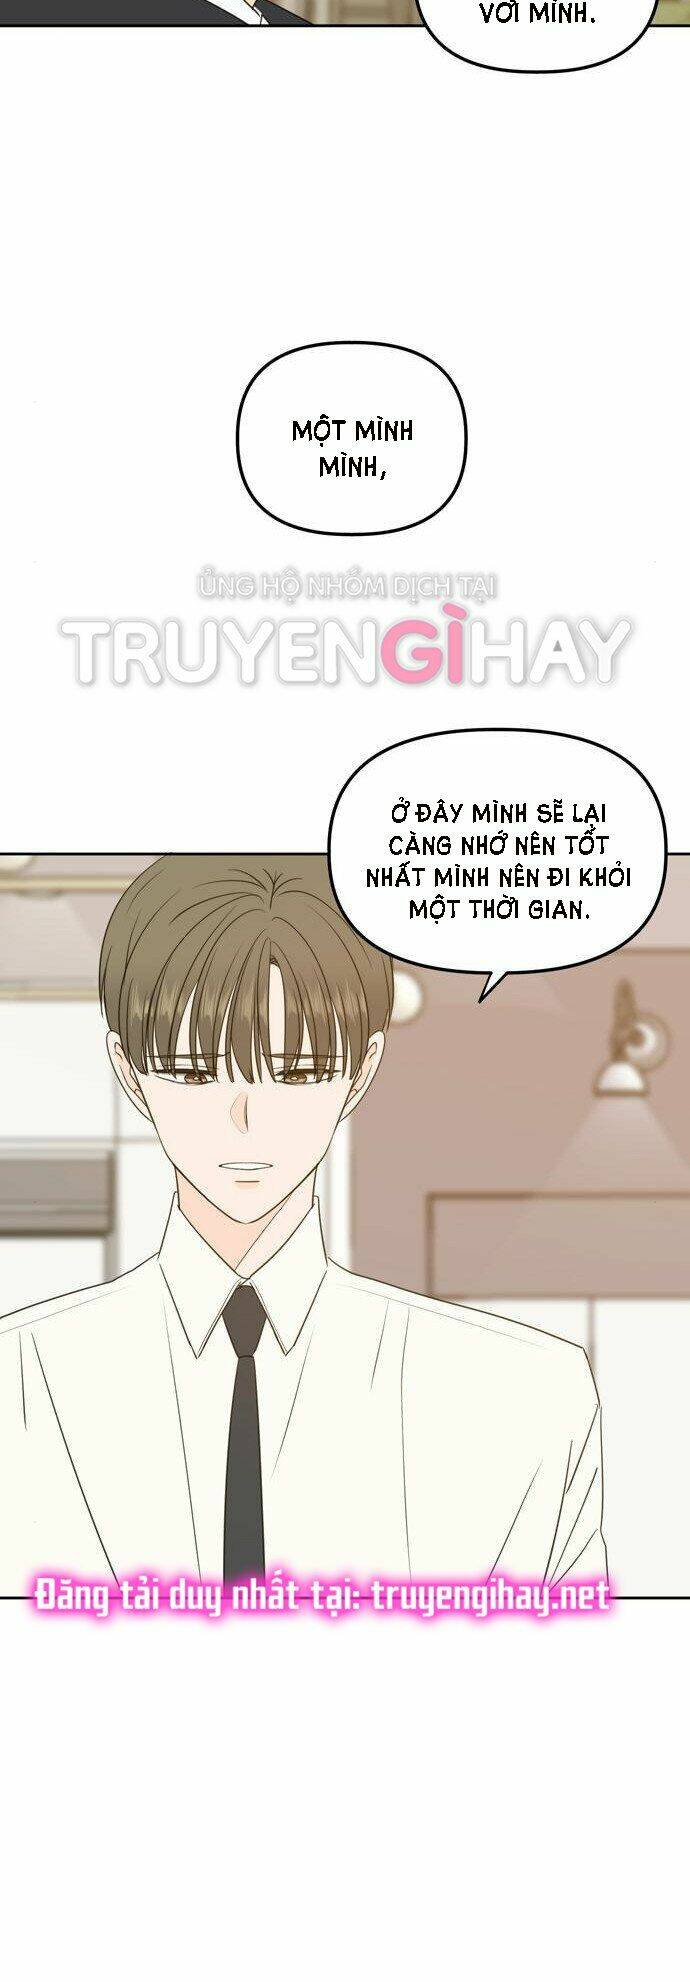 VỚI MÌNH.
MỘT MÌNH
MÌNH,
ỦNG HỘ NHÓM DỊCH TẠI
TRUYENGÌHAY
Ở ĐÂY MÌNH SẼ LẠI
CÀNG NHỚ NÊN TỐT
NHẤT MÌNH NÊN ĐI KHỎI
MỘT THỜI GIAN.
Đăng tải duy nhất tại: truyengihay.net